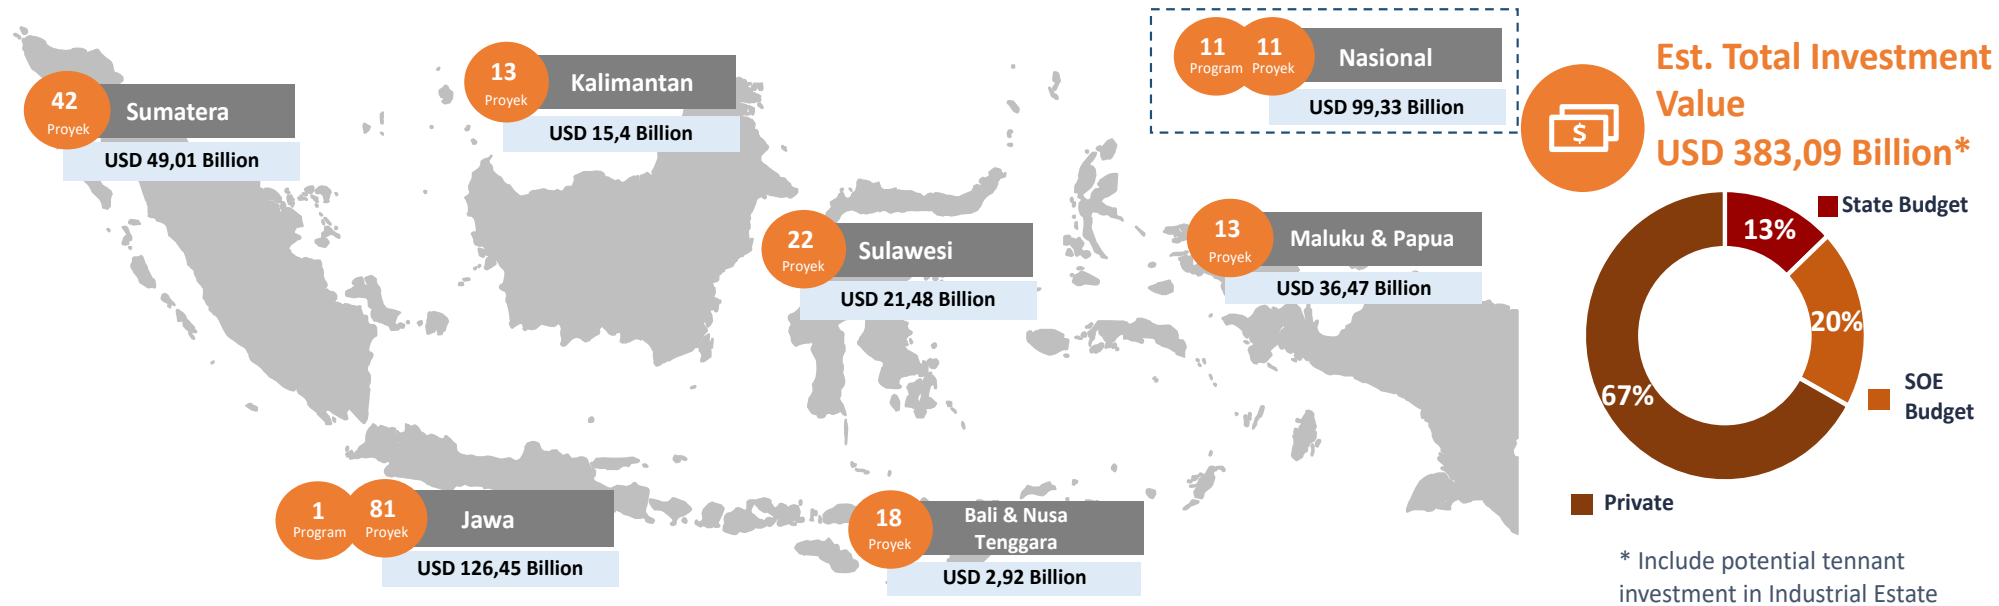 42
Proyek
Sumatera
USD 49,01 Billion
13
Proyek
Kalimantan
USD 15,4 Billion
11
Program
11
Proyek
Nasional
USD 99,33 Billion
22
Proyek
Sulawesi
USD 21,48 Billion
13
Proyek
Maluku & Papua
USD 36,47 Billion
1
Program
81
Proyek
Jawa
USD 126,45 Billion
18
Proyek
Bali & Nusa
Tenggara
USD 2,92 Billion
$
Est. Total Investment
Value
USD 383,09 Billion*
State Budget
13%
20%
SOE
Budget
67%
Private
* Include potential tennant
investment in Industrial Estate